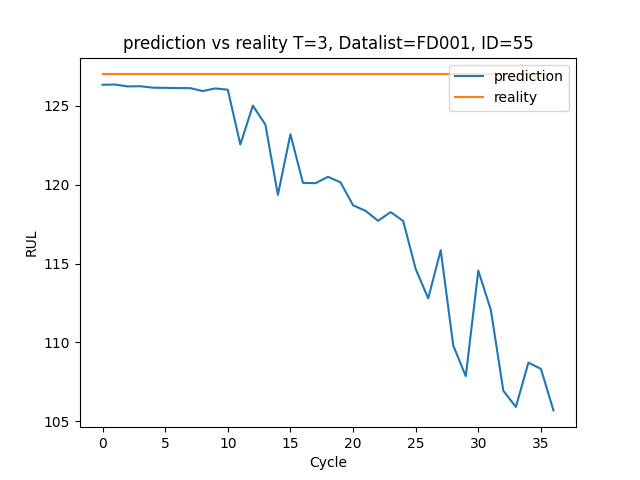 prediction vs reality T=3, Datalist=FD001, ID=55
prediction
reality
125
120
115
110
105
RUL
0 5 10 15 20 25 30 35
Cycle